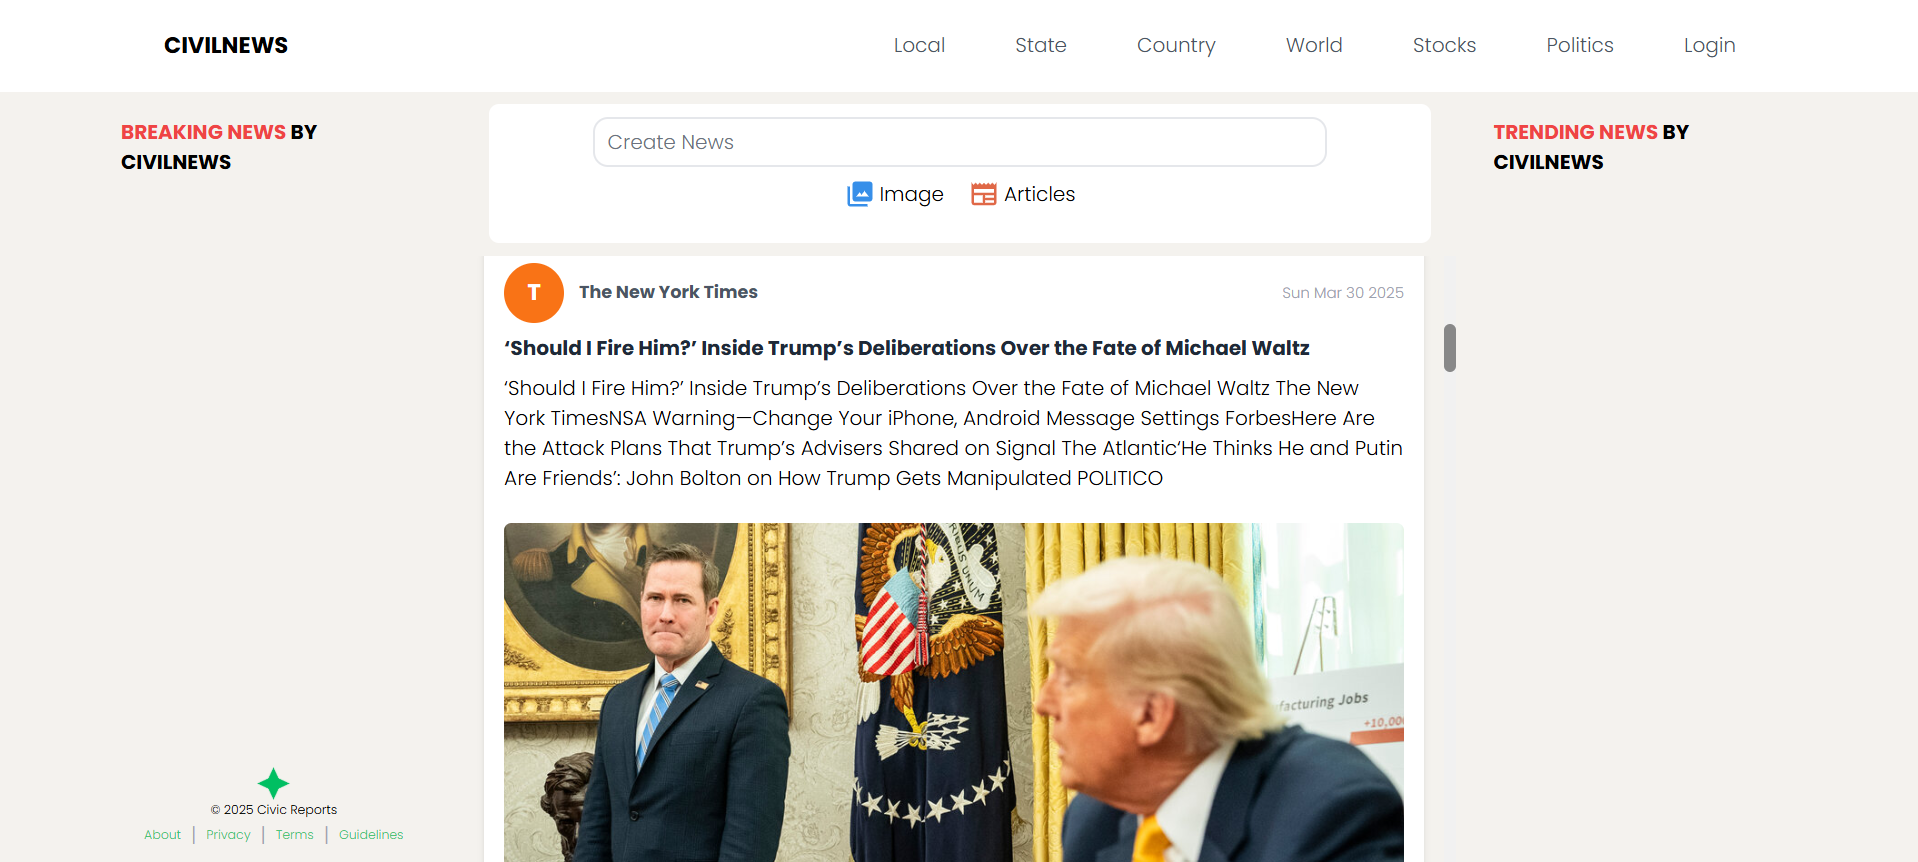 CIVILNEWS
Local
State
Country
World
Stocks
Politics
Login
BREAKING NEWS BY
CIVILNEWS
Create News
Image
Articles
TRENDING NEWS BY
CIVILNEWS
T
The New York Times
Sun Mar 30 2025
‘Should I Fire Him?’ Inside Trump’s Deliberations Over the Fate of Michael Waltz
‘Should I Fire Him?’ Inside Trump’s Deliberations Over the Fate of Michael Waltz The New
York TimesNSA Warning—Change Your iPhone, Android Message Settings ForbesHere Are
the Attack Plans That Trump’s Advisers Shared on Signal The Atlantic‘He Thinks He and Putin
Are Friends’: John Bolton on How Trump Gets Manipulated POLITICO
facturing Jobs
+10,00
© 2025 Civic Reports
About | Privacy | Terms | Guidelines